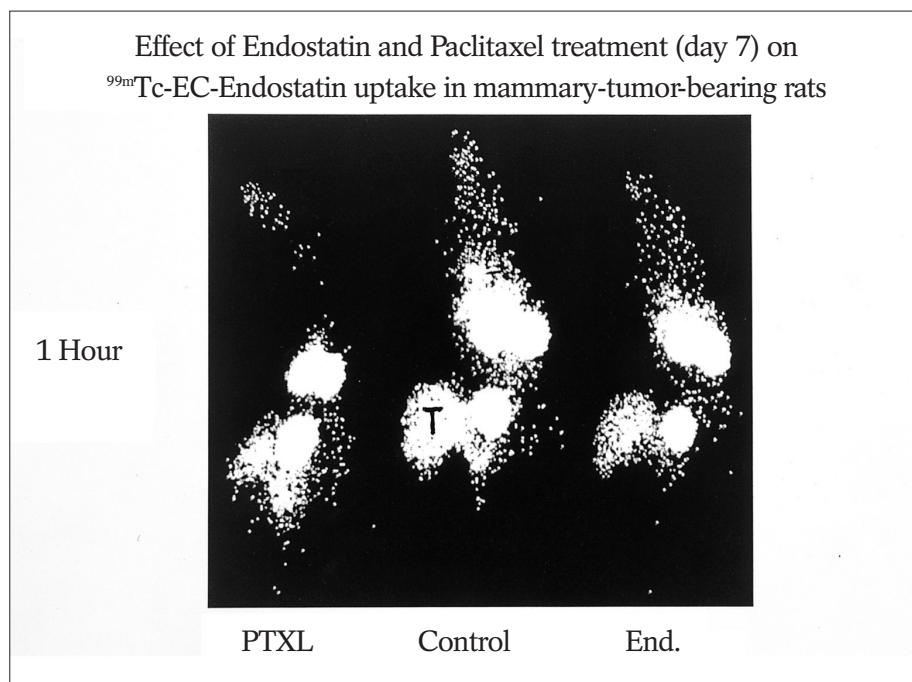 Effect of Endostatin and Paclitaxel treatment (day 7) on
⁹⁹ᵐTc-EC-Endostatin uptake in mammary-tumor-bearing rats
1 Hour
T
PTXL Control End.